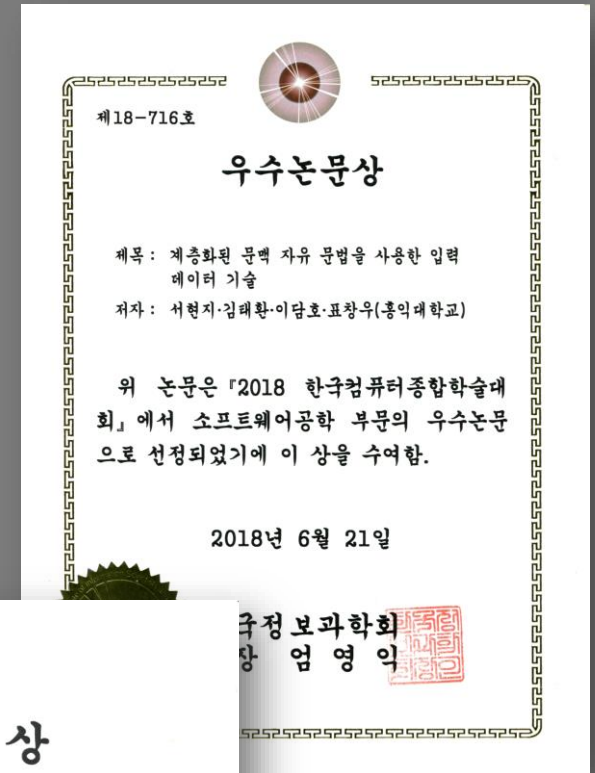 제18-716호
우수논문상
제목 : 계층화된 문맥 자유 문법을 사용한 입력
데이터 기술
저자 : 서현지·김태환·이담호·표창우(홍익대학교)
위 논문은 『2018 한국컴퓨터종합학술대
회』에서 소프트웨어공학 부문의 우수논문
으로 선정되었기에 이 상을 수여함.
2018년 6월 21일
국정보과학회
장 엄 영 익
상